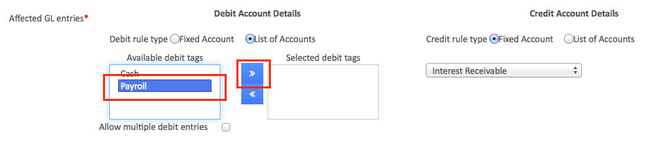 Debit Account Details
Credit Account Details
Affected GL entries
Debit rule type Fixed Account List of Accounts
Credit rule type Fixed Account List of Accounts
Available debit tags
Selected debit tags
Cash
Payroll
»
«
Interest Receivable
Allow multiple debit entries